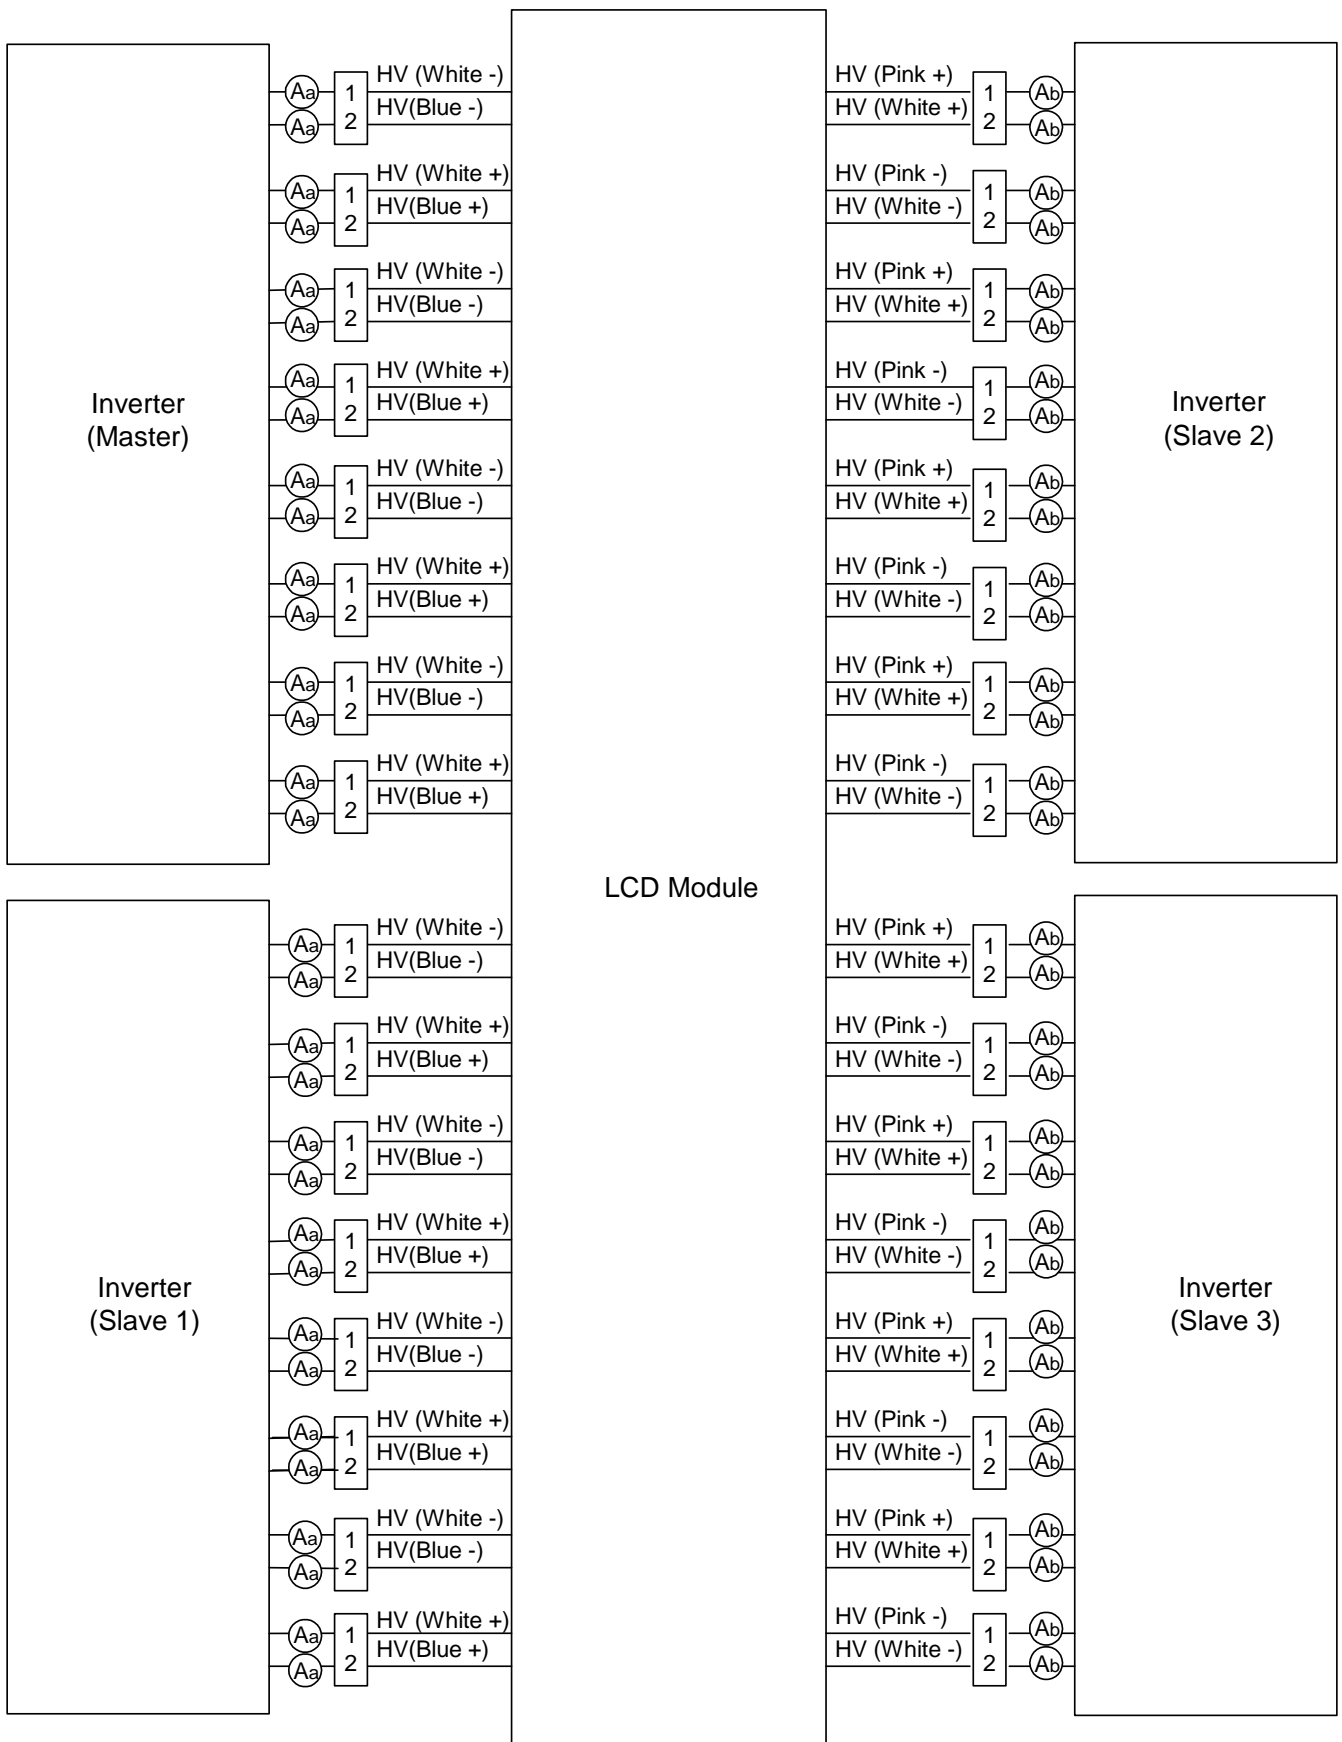 Inverter
(Master)
Aa 1 HV (White -)
Aa 2 HV(Blue -)
Aa 1 HV (White +)
Aa 2 HV(Blue +)
Aa 1 HV (White -)
Aa 2 HV(Blue -)
Aa 1 HV (White +)
Aa 2 HV(Blue +)
Aa 1 HV (White -)
Aa 2 HV(Blue -)
Aa 1 HV (White +)
Aa 2 HV(Blue +)
Aa 1 HV (White -)
Aa 2 HV(Blue -)
Aa 1 HV (White +)
Aa 2 HV(Blue +)
HV (Pink +) 1 Ab
HV (White +) 2 Ab
HV (Pink -) 1 Ab
HV (White -) 2 Ab
HV (Pink +) 1 Ab
HV (White +) 2 Ab
HV (Pink -) 1 Ab
HV (White -) 2 Ab
HV (Pink +) 1 Ab
HV (White +) 2 Ab
HV (Pink -) 1 Ab
HV (White -) 2 Ab
HV (Pink +) 1 Ab
HV (White +) 2 Ab
HV (Pink -) 1 Ab
HV (White -) 2 Ab
Inverter
(Slave 2)
LCD Module
Inverter
(Slave 1)
Aa 1 HV (White -)
Aa 2 HV(Blue -)
Aa 1 HV (White +)
Aa 2 HV(Blue +)
Aa 1 HV (White -)
Aa 2 HV(Blue -)
Aa 1 HV (White +)
Aa 2 HV(Blue +)
Aa 1 HV (White -)
Aa 2 HV(Blue -)
Aa 1 HV (White +)
Aa 2 HV(Blue +)
Aa 1 HV (White -)
Aa 2 HV(Blue -)
Aa 1 HV (White +)
Aa 2 HV(Blue +)
HV (Pink +) 1 Ab
HV (White +) 2 Ab
HV (Pink -) 1 Ab
HV (White -) 2 Ab
HV (Pink +) 1 Ab
HV (White +) 2 Ab
HV (Pink -) 1 Ab
HV (White -) 2 Ab
HV (Pink +) 1 Ab
HV (White +) 2 Ab
HV (Pink -) 1 Ab
HV (White -) 2 Ab
HV (Pink +) 1 Ab
HV (White +) 2 Ab
HV (Pink -) 1 Ab
HV (White -) 2 Ab
Inverter
(Slave 3)